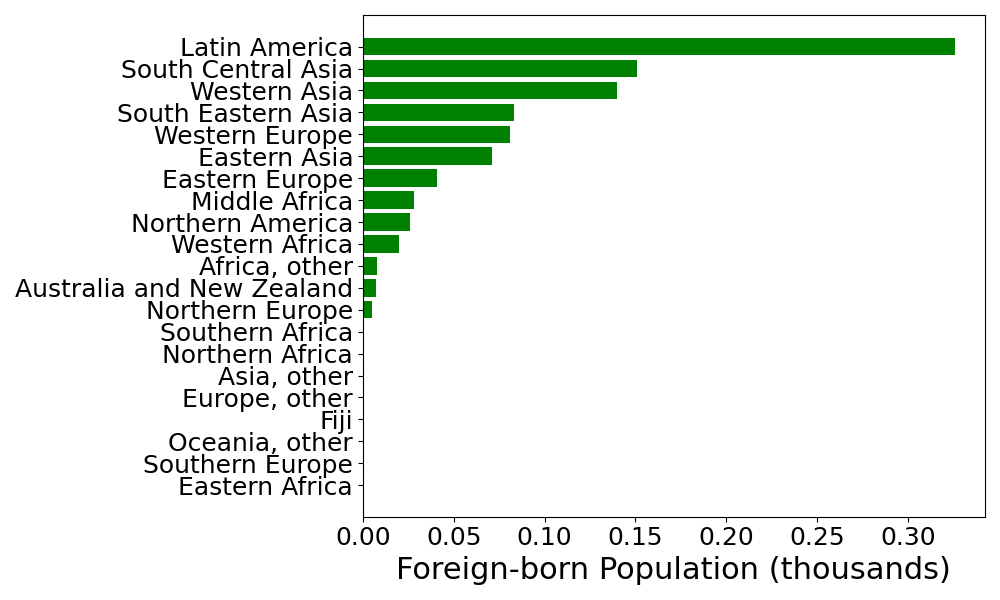 Latin America
South Central Asia
Western Asia
South Eastern Asia
Western Europe
Eastern Asia
Eastern Europe
Middle Africa
Northern America
Western Africa
Africa, other
Australia and New Zealand
Northern Europe
Southern Africa
Northern Africa
Asia, other
Europe, other
Fiji
Oceania, other
Southern Europe
Eastern Africa
0.00 0.05 0.10 0.15 0.20 0.25 0.30
Foreign-born Population (thousands)